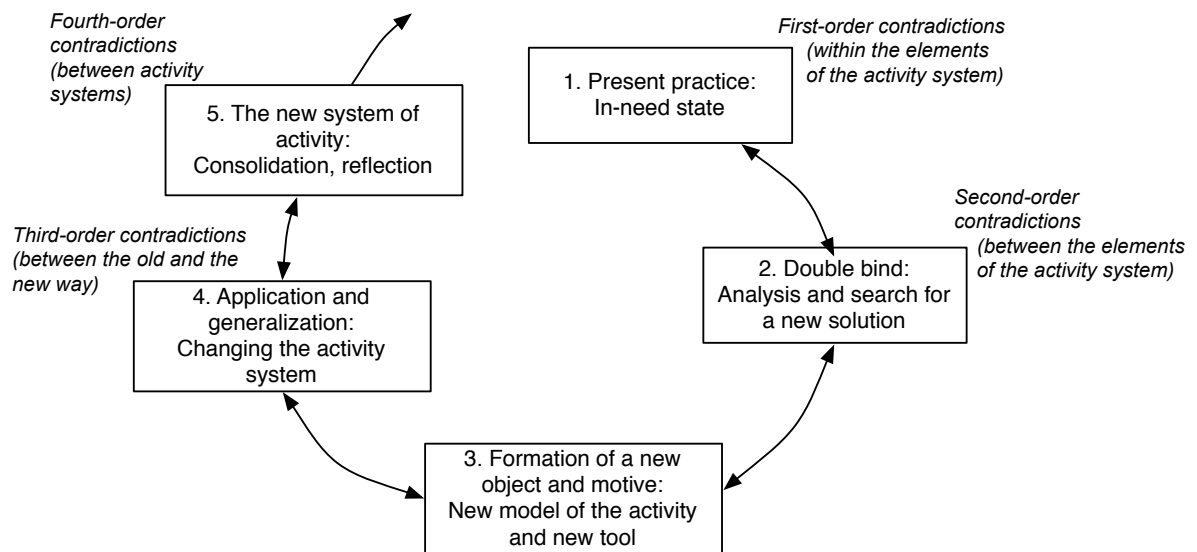 Fourth-order
contradictions
(between activity
systems)
First-order contradictions
(within the elements
of the activity system)
1. Present practice:
In-need state
5. The new system of
activity:
Consolidation, reflection
Second-order
contradictions
(between the elements
of the activity system)
Third-order contradictions
(between the old and the
new way)
2. Double bind:
Analysis and search for
a new solution
4. Application and
generalization:
Changing the activity
system
3. Formation of a new
object and motive:
New model of the activity
and new tool